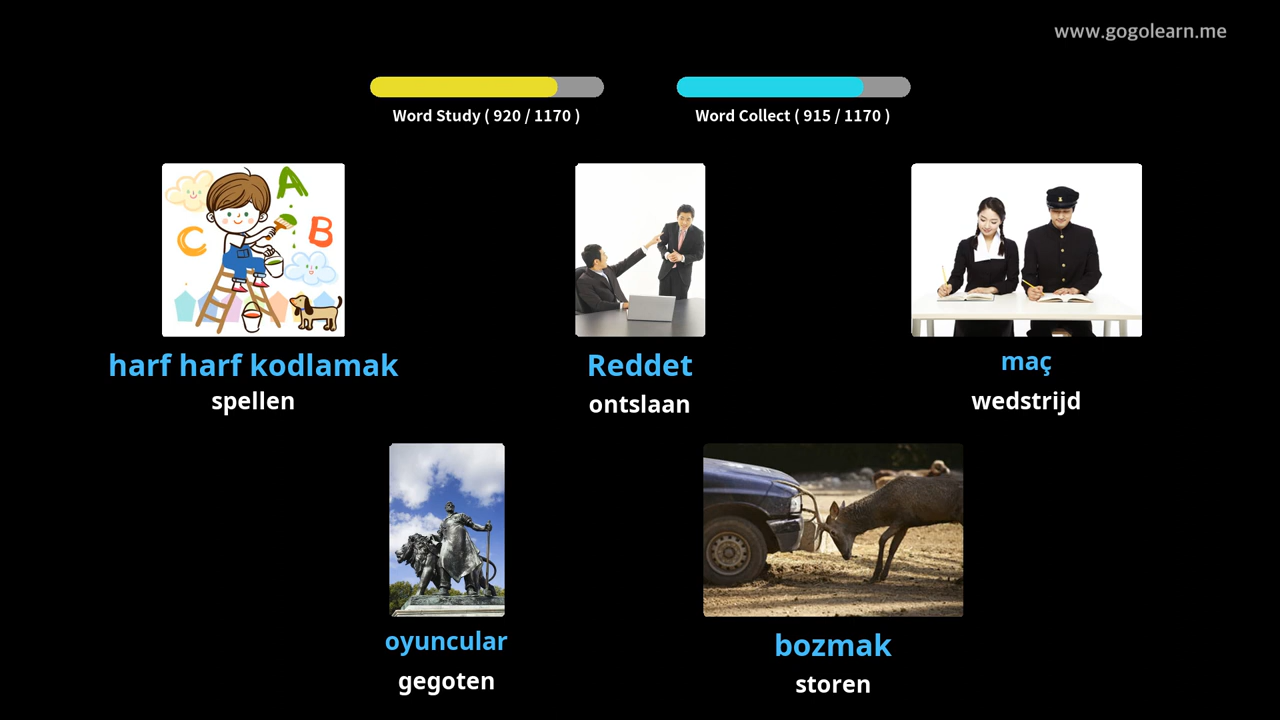 www.gogolearn.me
Word Study ( 920 / 1170 )
Word Collect ( 915 / 1170 )
A
B
C
harf harf kodlamak
spellen
Reddet
ontslaan
maç
wedstrijd
oyuncular
gegoten
bozmak
storen